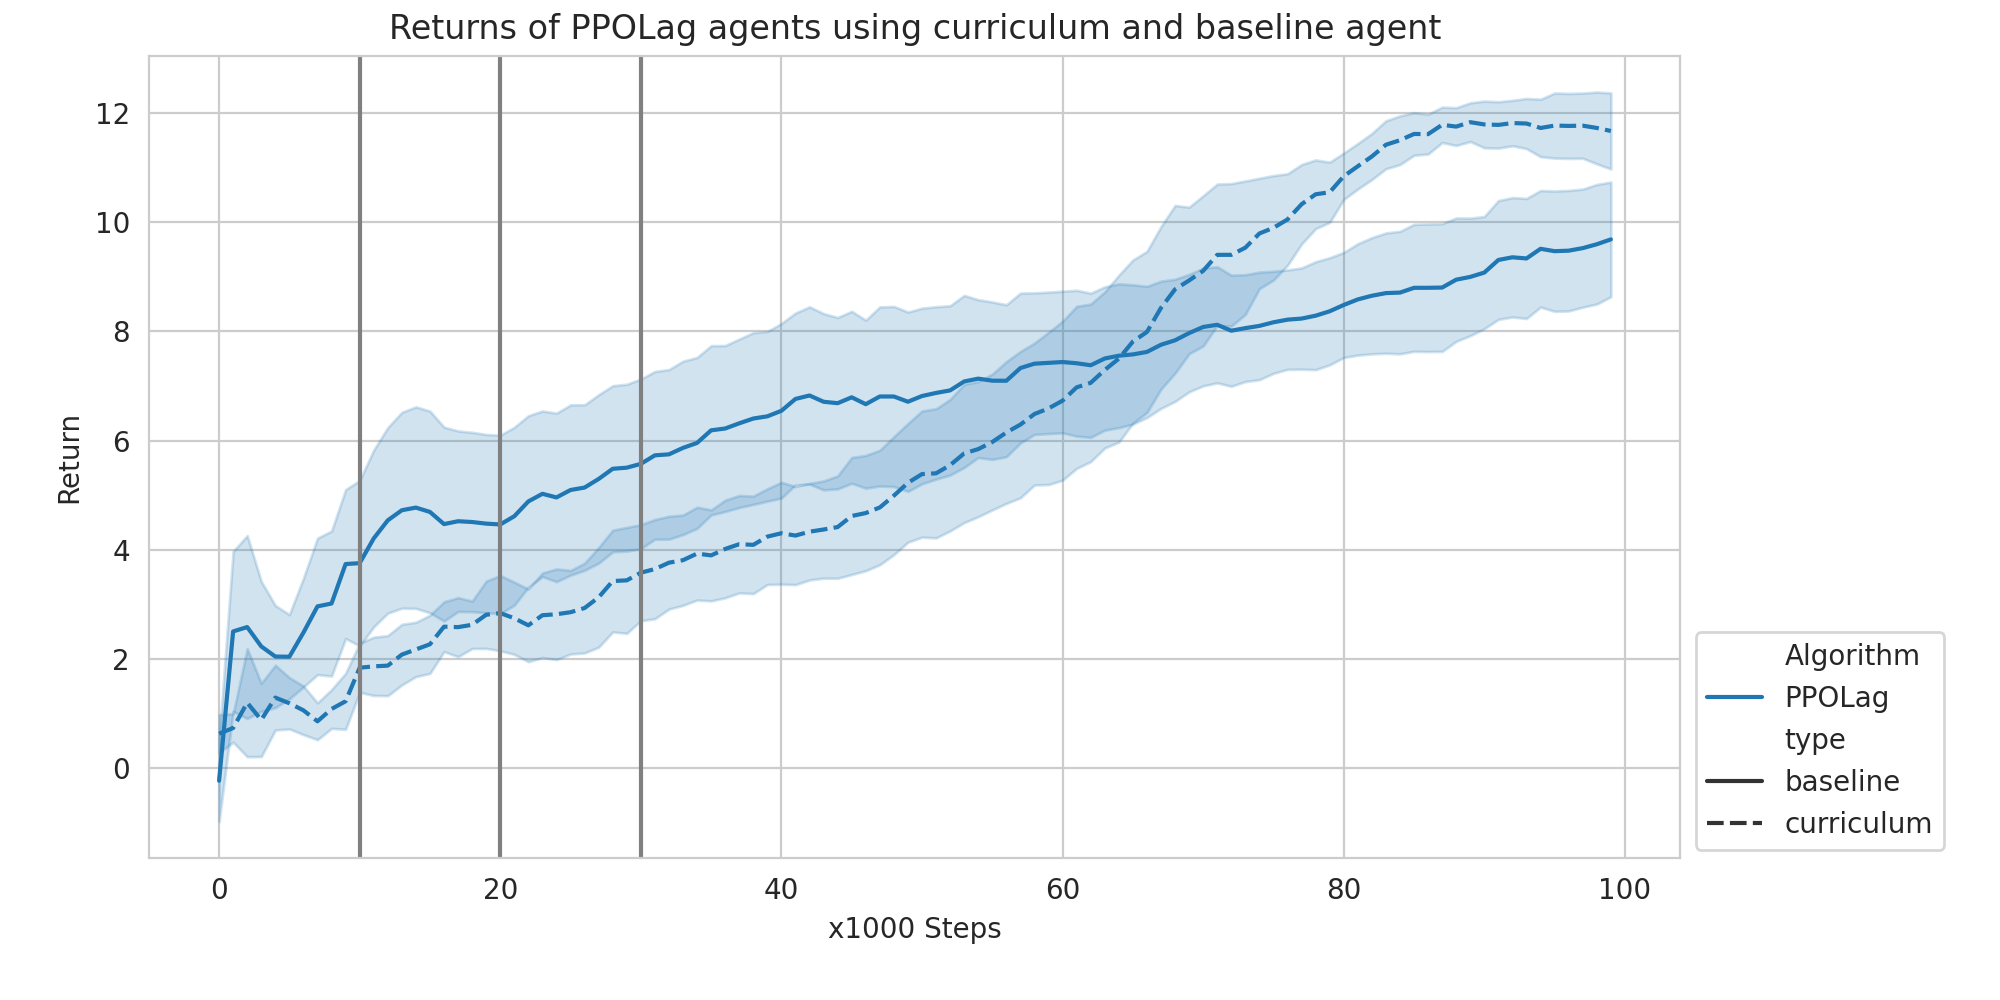 Returns of PPOLag agents using curriculum and baseline agent
12
10
8
6
4
2
0
Return
0 20 40 60 80 100
x1000 Steps
Algorithm
PPOLag
type
baseline
curriculum